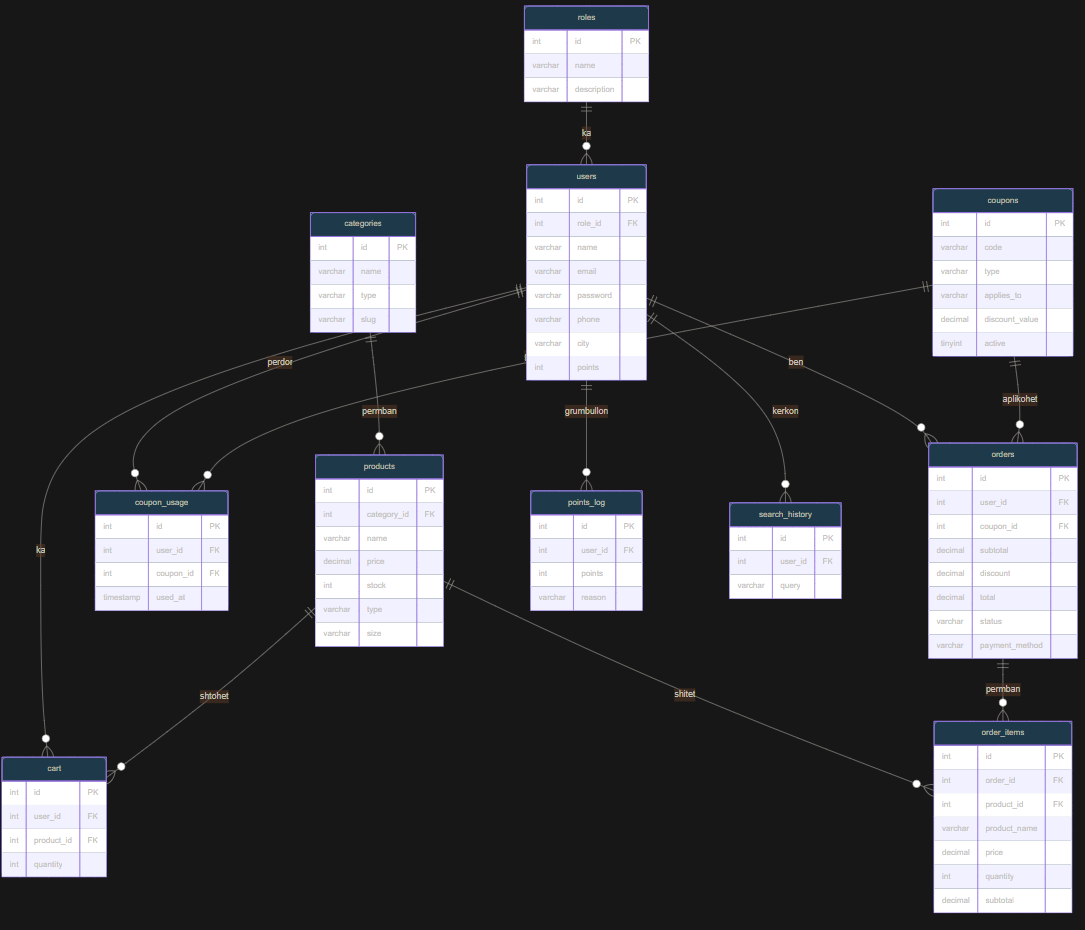 roles
int id PK
varchar name
varchar description
ka
users
int id PK
int role_id FK
varchar name
varchar email
varchar password
varchar phone
varchar city
int points
categories
int id PK
varchar name
varchar type
varchar slug
coupons
int id PK
varchar code
varchar type
varchar applies_to
decimal discount_value
tinyint active
perdor
ben
permban
grumbullon
kerkon
aplikohet
products
int id PK
int category_id FK
varchar name
decimal price
int stock
varchar type
varchar size
coupon_usage
int id PK
int user_id FK
int coupon_id FK
timestamp used_at
points_log
int id PK
int user_id FK
int points
varchar reason
search_history
int id PK
int user_id FK
varchar query
orders
int id PK
int user_id FK
int coupon_id FK
decimal subtotal
decimal discount
decimal total
varchar status
varchar payment_method
ka
shtohet
shitet
permban
cart
int id PK
int user_id FK
int product_id FK
int quantity
order_items
int id PK
int order_id FK
int product_id FK
varchar product_name
decimal price
int quantity
decimal subtotal